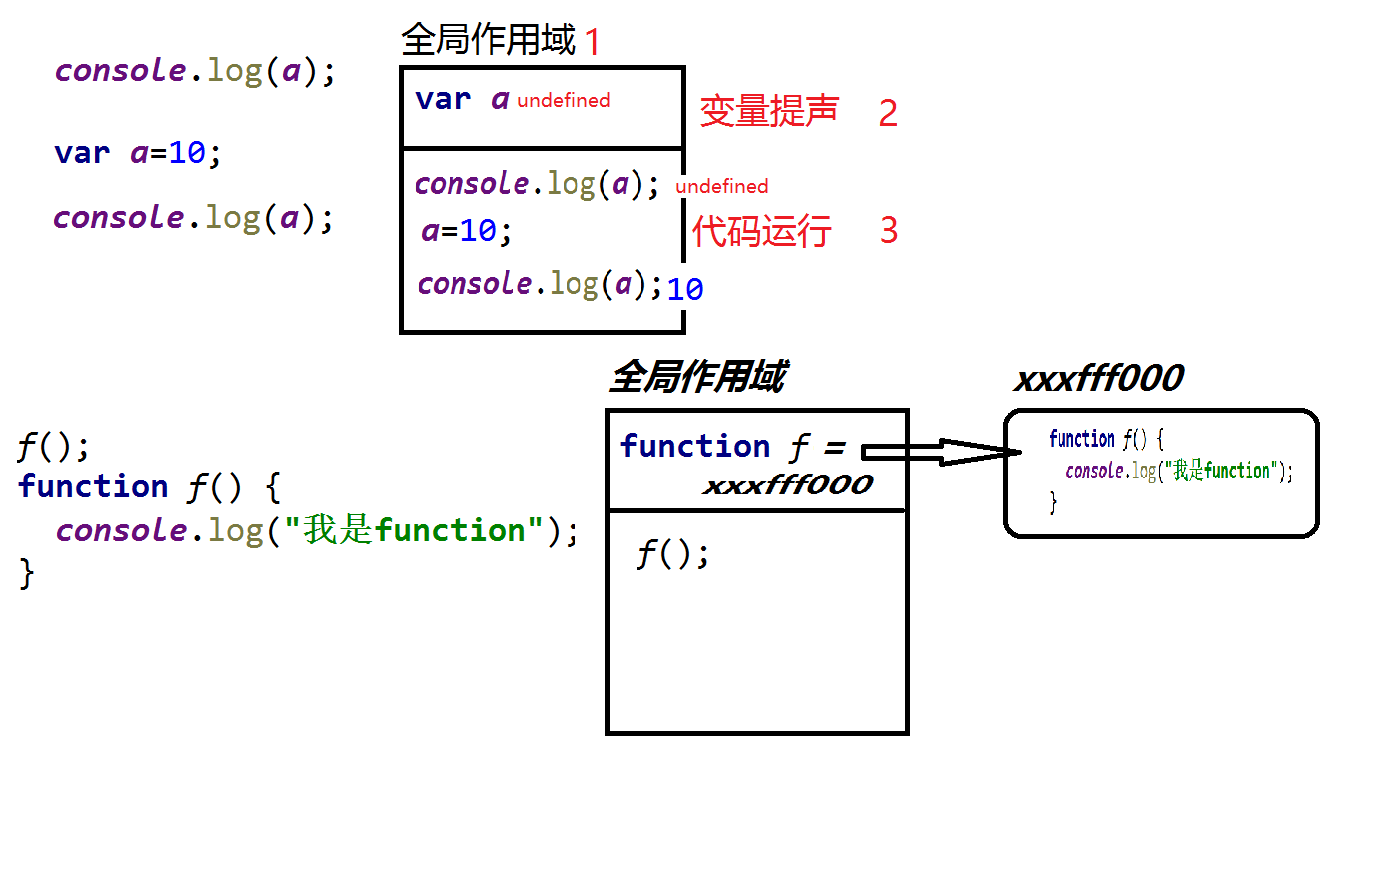 console.log(a);
var a=10;
console.log(a);
全局作用域 1
var a undefined
变量提声 2
console.log(a); undefined
a=10;
代码运行 3
console.log(a);10
f();
function f() {
console.log("我是function");
}
全局作用域
function f =
xxxfff000
f();
xxxfff000
function f() {
console.log("我是function");
}